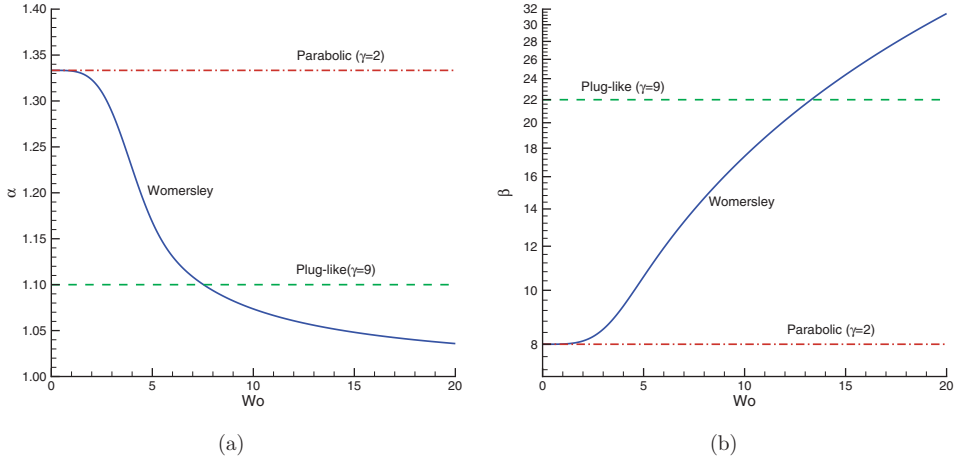 1.40
1.35
1.30
1.25
1.20
1.15
1.10
1.05
1.00
α
Parabolic (γ=2)
Womersley
Plug-like(γ=9)
0
5
10
15
20
Wo
(a)
32
30
28
26
24
22
20
18
16
14
12
10
8
β
Plug-like (γ=9)
Womersley
Parabolic (γ=2)
0
5
10
15
20
Wo
(b)